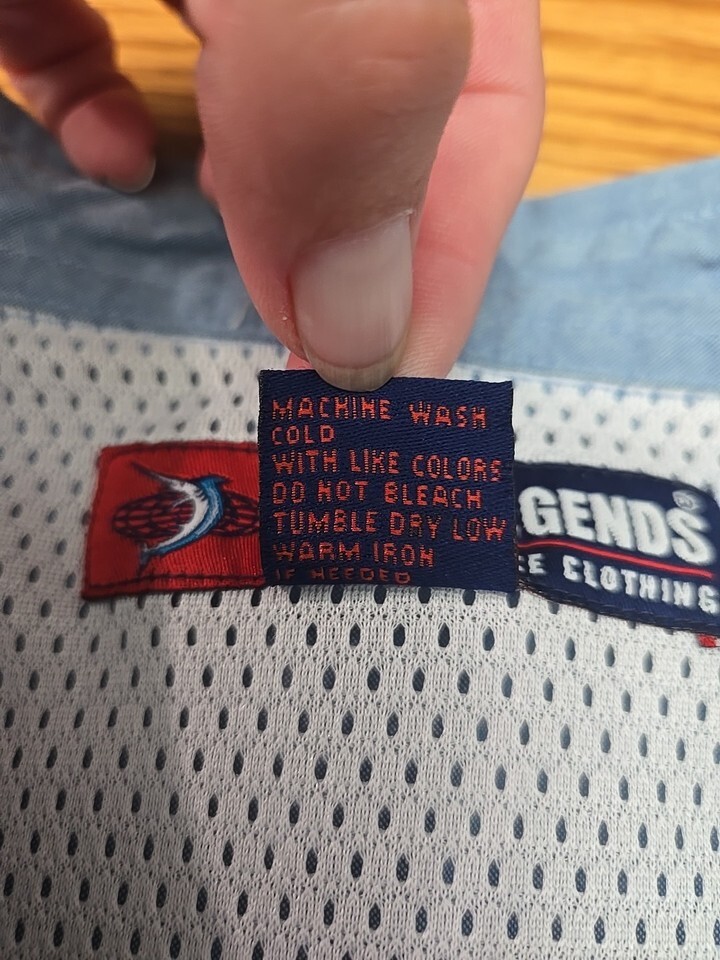 MACHINE WASH
COLD
WITH LIKE COLORS
DO NOT BLEACH
TUMBLE DRY LOW
WARM IRON
IF NEEDED
GENDS®
CE CLOTHING